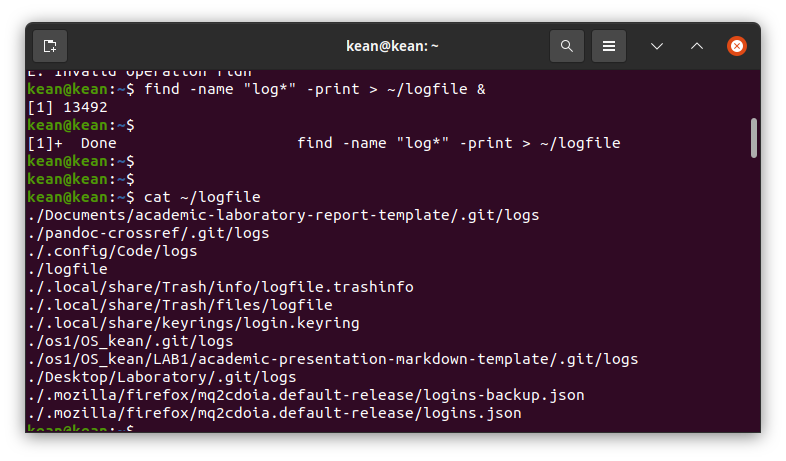 kean@kean: ~
E: Invalid operation find
kean@kean:~$ find -name "log*" -print > ~/logfile &
[1] 13492
kean@kean:~$
[1]+  Done                    find -name "log*" -print > ~/logfile
kean@kean:~$
kean@kean:~$
kean@kean:~$ cat ~/logfile
./Documents/academic-laboratory-report-template/.git/logs
./pandoc-crossref/.git/logs
./.config/Code/logs
./logfile
./.local/share/Trash/info/logfile.trashinfo
./.local/share/Trash/files/logfile
./.local/share/keyrings/login.keyring
./os1/OS_kean/.git/logs
./os1/OS_kean/LAB1/academic-presentation-markdown-template/.git/logs
./Desktop/Laboratory/.git/logs
./.mozilla/firefox/mq2cdoia.default-release/logins-backup.json
./.mozilla/firefox/mq2cdoia.default-release/logins.json
kean@kean:~$